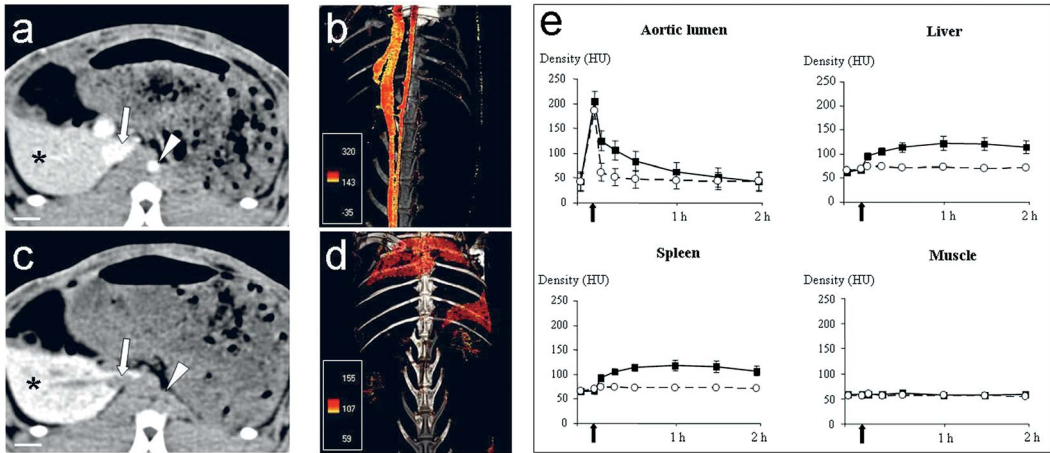 a
*
b
320
143
-35
c
*
d
155
107
59
e
Aortic lumen
Density (HU)
250
200
150
100
50
0
1 h
2 h
Liver
Density (HU)
250
200
150
100
50
0
1 h
2 h
Spleen
Density (HU)
250
200
150
100
50
0
1 h
2 h
Muscle
Density (HU)
250
200
150
100
50
0
1 h
2 h